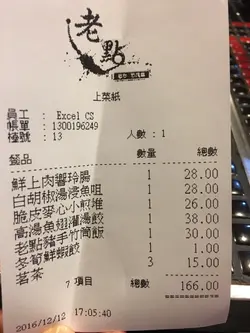 老點
上菜紙
員工 : Excel CS
帳單 : 1300196249
檯號 : 13 人數 : 1
餐品 數量 總數
鮮上肉響玲腸 1 28.00
白胡椒湯浸魚咀 1 28.00
脆皮麥心小煎堆 1 26.00
高湯魚翅灌湯餃 1 38.00
老點豬手竹筒飯 1 30.00
冬筍鮮蝦餃 1 1.00
茗茶 3 15.00
7 項目 總數 166.00
2016/12/12 17:05:40